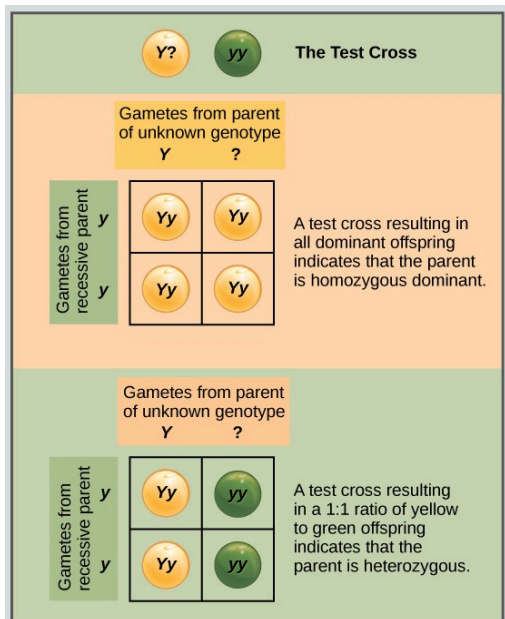 Y? yy The Test Cross
Gametes from parent
of unknown genotype
Y ?
Gametes from
recessive parent
y Yy Yy
y Yy Yy
A test cross resulting in
all dominant offspring
indicates that the parent
is homozygous dominant.
Gametes from parent
of unknown genotype
Y ?
Gametes from
recessive parent
y Yy yy
y Yy yy
A test cross resulting
in a 1:1 ratio of yellow
to green offspring
indicates that the
parent is heterozygous.